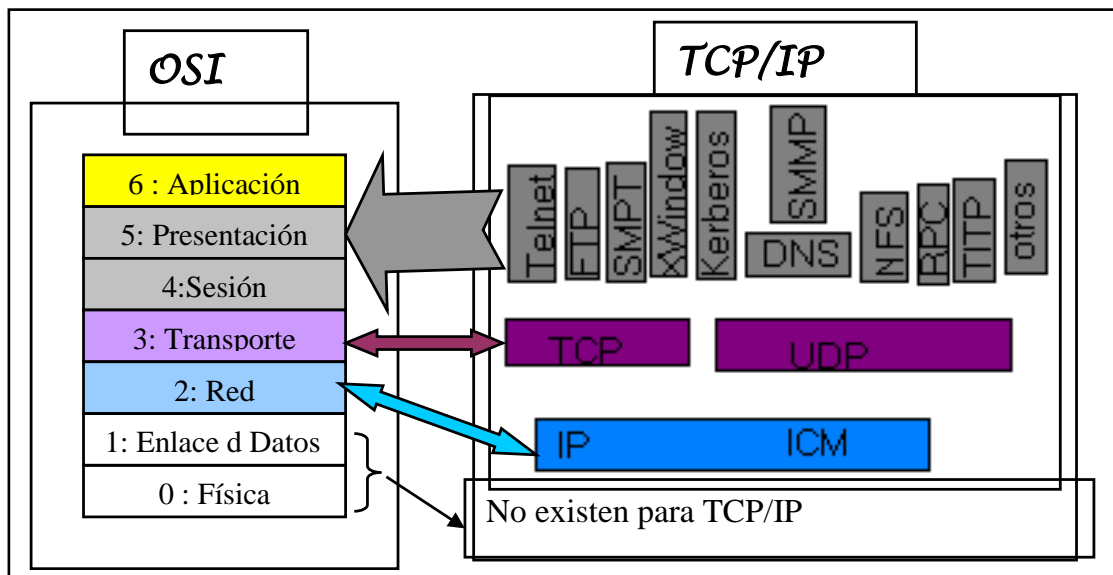 OSI
TCP/IP
6 : Aplicación
5: Presentación
4:Sesión
3: Transporte
2: Red
1: Enlace d Datos
0 : Física
Telnet
FTP
SMPT
XWindow
Kerberos
SMMP
DNS
NFS
RPC
TITP
otros
TCP
UDP
IP
ICM
No existen para TCP/IP